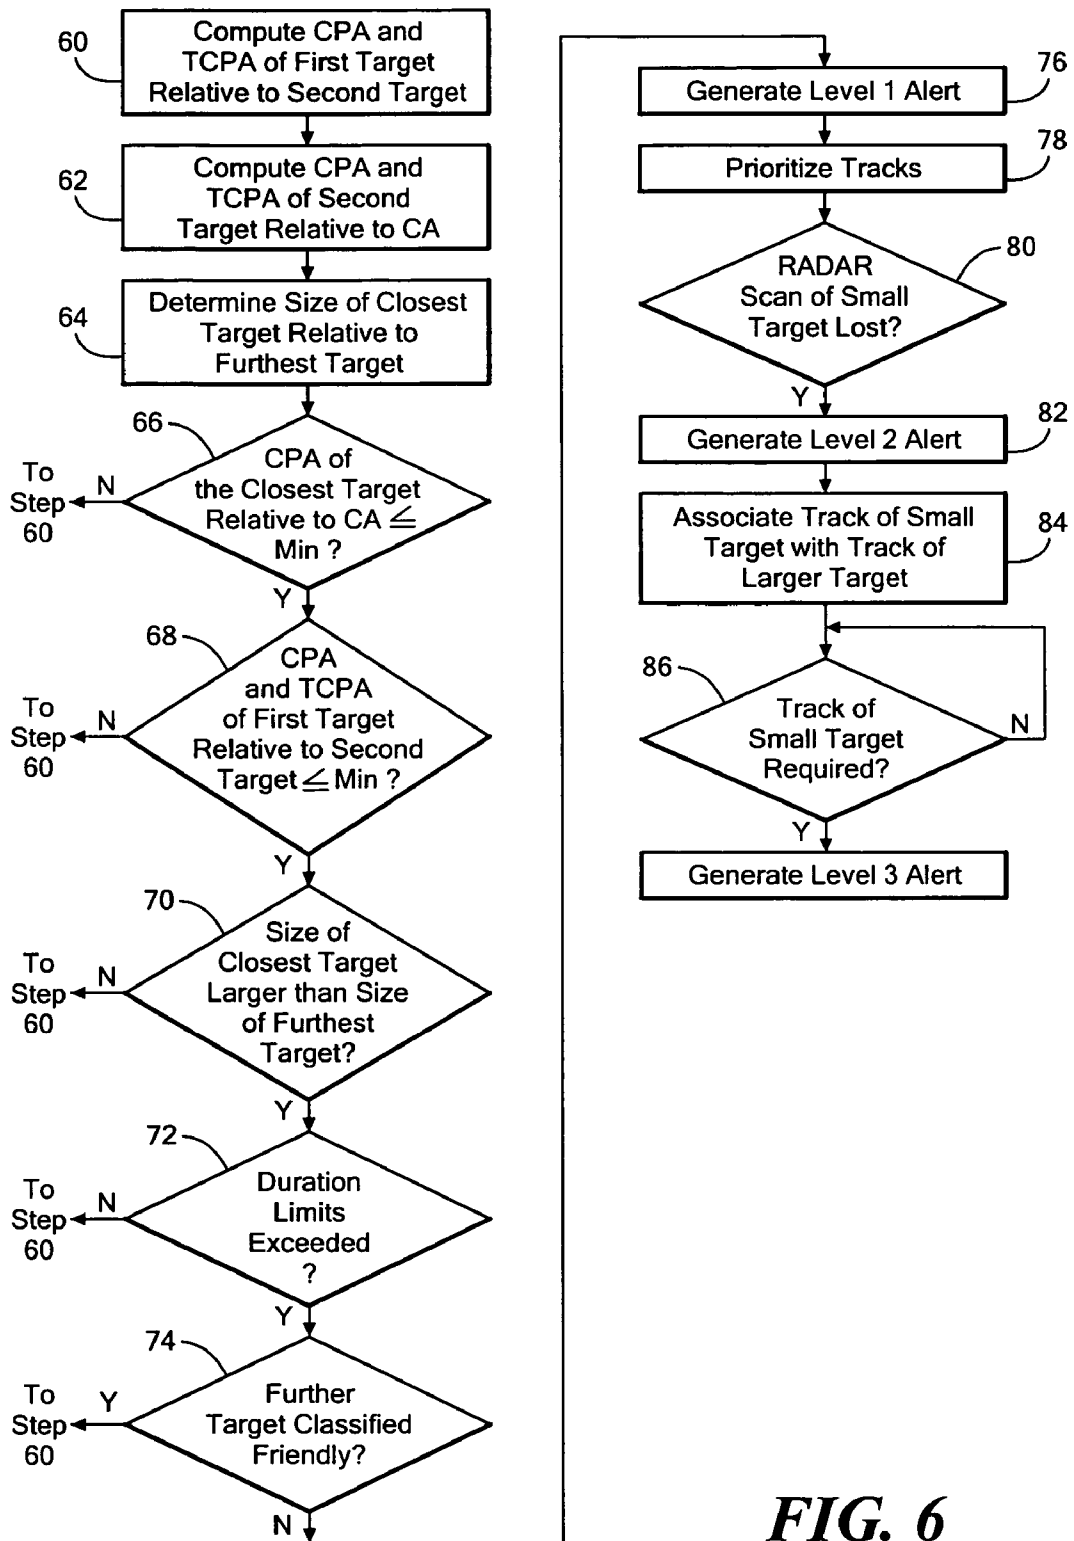 60
Compute CPA and
TCPA of First Target
Relative to Second Target
62
Compute CPA and
TCPA of Second
Target Relative to CA
64
Determine Size of Closest
Target Relative to
Furthest Target
66
CPA of
the Closest Target
Relative to CA ≤
Min ?
N
To
Step
60
Y
68
CPA
and TCPA
of First Target
Relative to Second
Target ≤ Min ?
N
To
Step
60
Y
70
Size of
Closest Target
Larger than Size
of Furthest
Target?
N
To
Step
60
Y
72
Duration
Limits
Exceeded
?
N
To
Step
60
Y
74
Further
Target Classified
Friendly?
Y
To
Step
60
N
76
Generate Level 1 Alert
78
Prioritize Tracks
80
RADAR
Scan of Small
Target Lost?
Y
82
Generate Level 2 Alert
84
Associate Track of Small
Target with Track of
Larger Target
86
Track of
Small Target
Required?
N
Y
Generate Level 3 Alert
FIG. 6